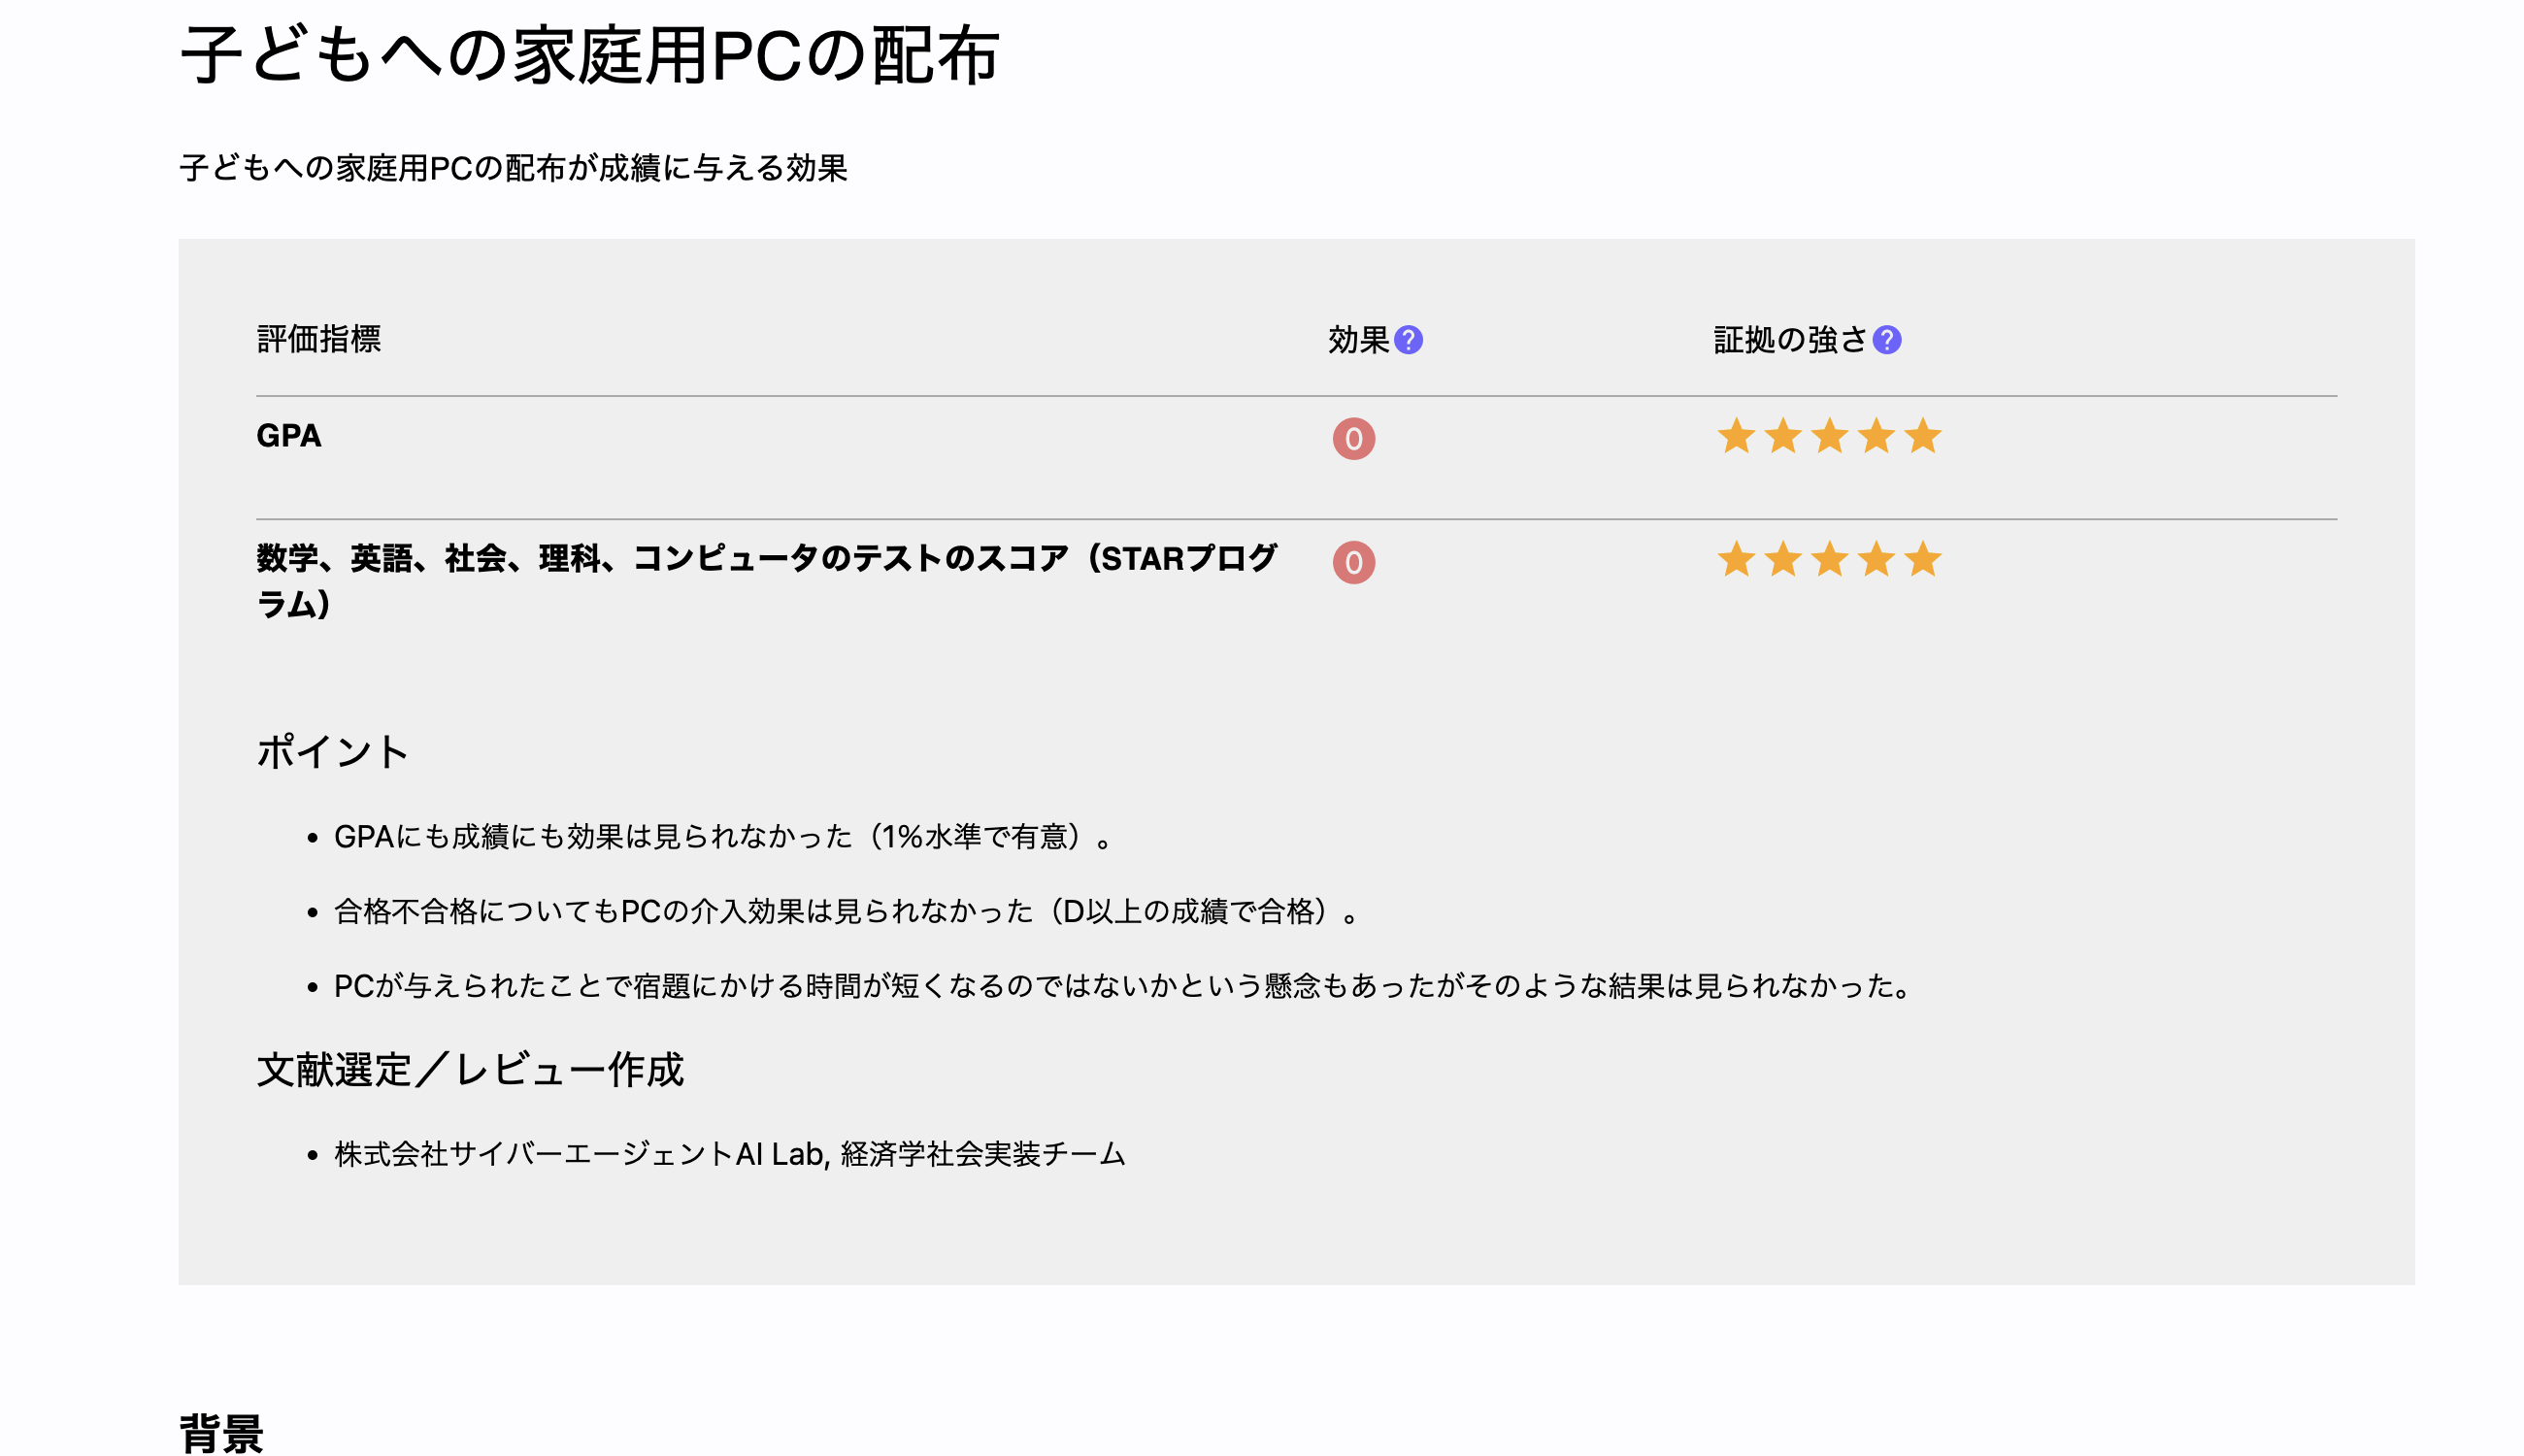 子どもへの家庭用PCの配布
子どもへの家庭用PCの配布が成績に与える効果
評価指標 効果? 証拠の強さ?
GPA 0 ★★★★★
数学、英語、社会、理科、コンピュータのテストのスコア（STARプログ 0 ★★★★★
ラム）
ポイント
• GPAにも成績にも効果は見られなかった（1%水準で有意）。
• 合格不合格についてもPCの介入効果は見られなかった（D以上の成績で合格）。
• PCが与えられたことで宿題にかける時間が短くなるのではないかという懸念もあったがそのような結果は見られなかった。
文献選定／レビュー作成
• 株式会社サイバーエージェントAI Lab, 経済学社会実装チーム
背景